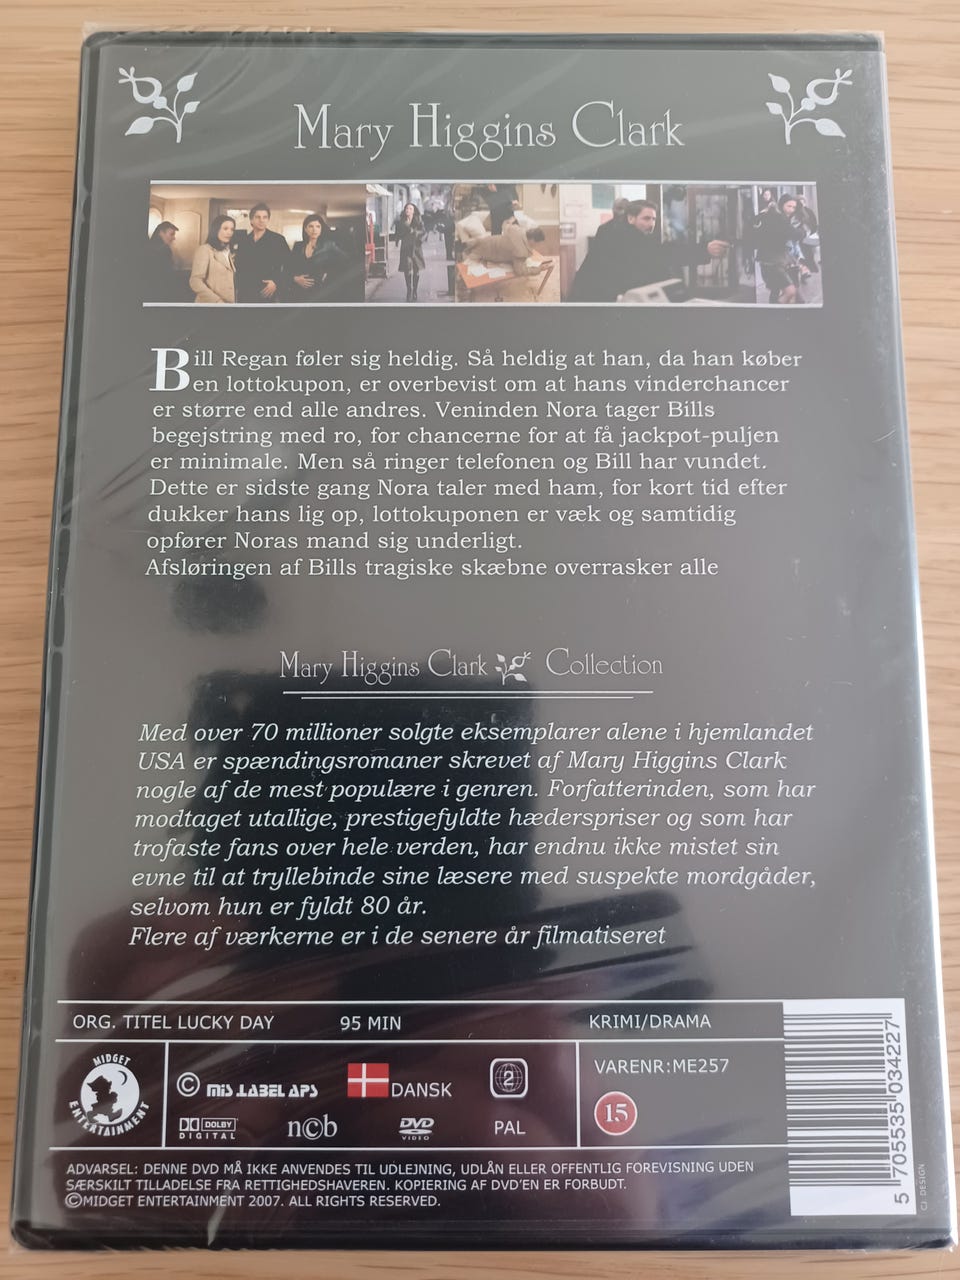 Mary Higgins Clark
Bill Regan føler sig heldig. Så heldig at han, da han køber
en lottokupon, er overbevist om at hans vinderchancer
er større end alle andres. Veninden Nora tager Bills
begejstring med ro, for chancerne for at få jackpot-puljen
er minimale. Men så ringer telefonen og Bill har vundet.
Dette er sidste gang Nora taler med ham, for kort tid efter
dukker hans lig op, lottokuponen er væk og samtidig
opfører Noras mand sig underligt.
Afsløringen af Bills tragiske skæbne overrasker alle
Mary Higgins Clark Collection
Med over 70 millioner solgte eksemplarer alene i hjemlandet
USA er spændingsromaner skrevet af Mary Higgins Clark
nogle af de mest populære i genren. Forfatterinden, som har
modtaget utallige, prestigefyldte hæderspriser og som har
trofaste fans over hele verden, har endnu ikke mistet sin
evne til at tryllebinde sine læsere med suspekte mordgåder,
selvom hun er fyldt 80 år.
Flere af værkerne er i de senere år filmatiseret
ORG. TITEL LUCKY DAY 95 MIN KRIMI/DRAMA
MIDGET ENTERTAINMENT
© MIS.LABEL APS DANSK 2
DOLBY DIGITAL ncb DVD VIDEO PAL
VARENR:ME257
15
5 705535 034227
CJ. DESIGN
ADVARSEL: DENNE DVD MÅ IKKE ANVENDES TIL UDLEJNING, UDLÅN ELLER OFFENTLIG FOREVISNING UDEN
SÆRSKILT TILLADELSE FRA RETTIGHEDSHAVEREN. KOPIERING AF DVD'EN ER FORBUDT.
©MIDGET ENTERTAINMENT 2007. ALL RIGHTS RESERVED.